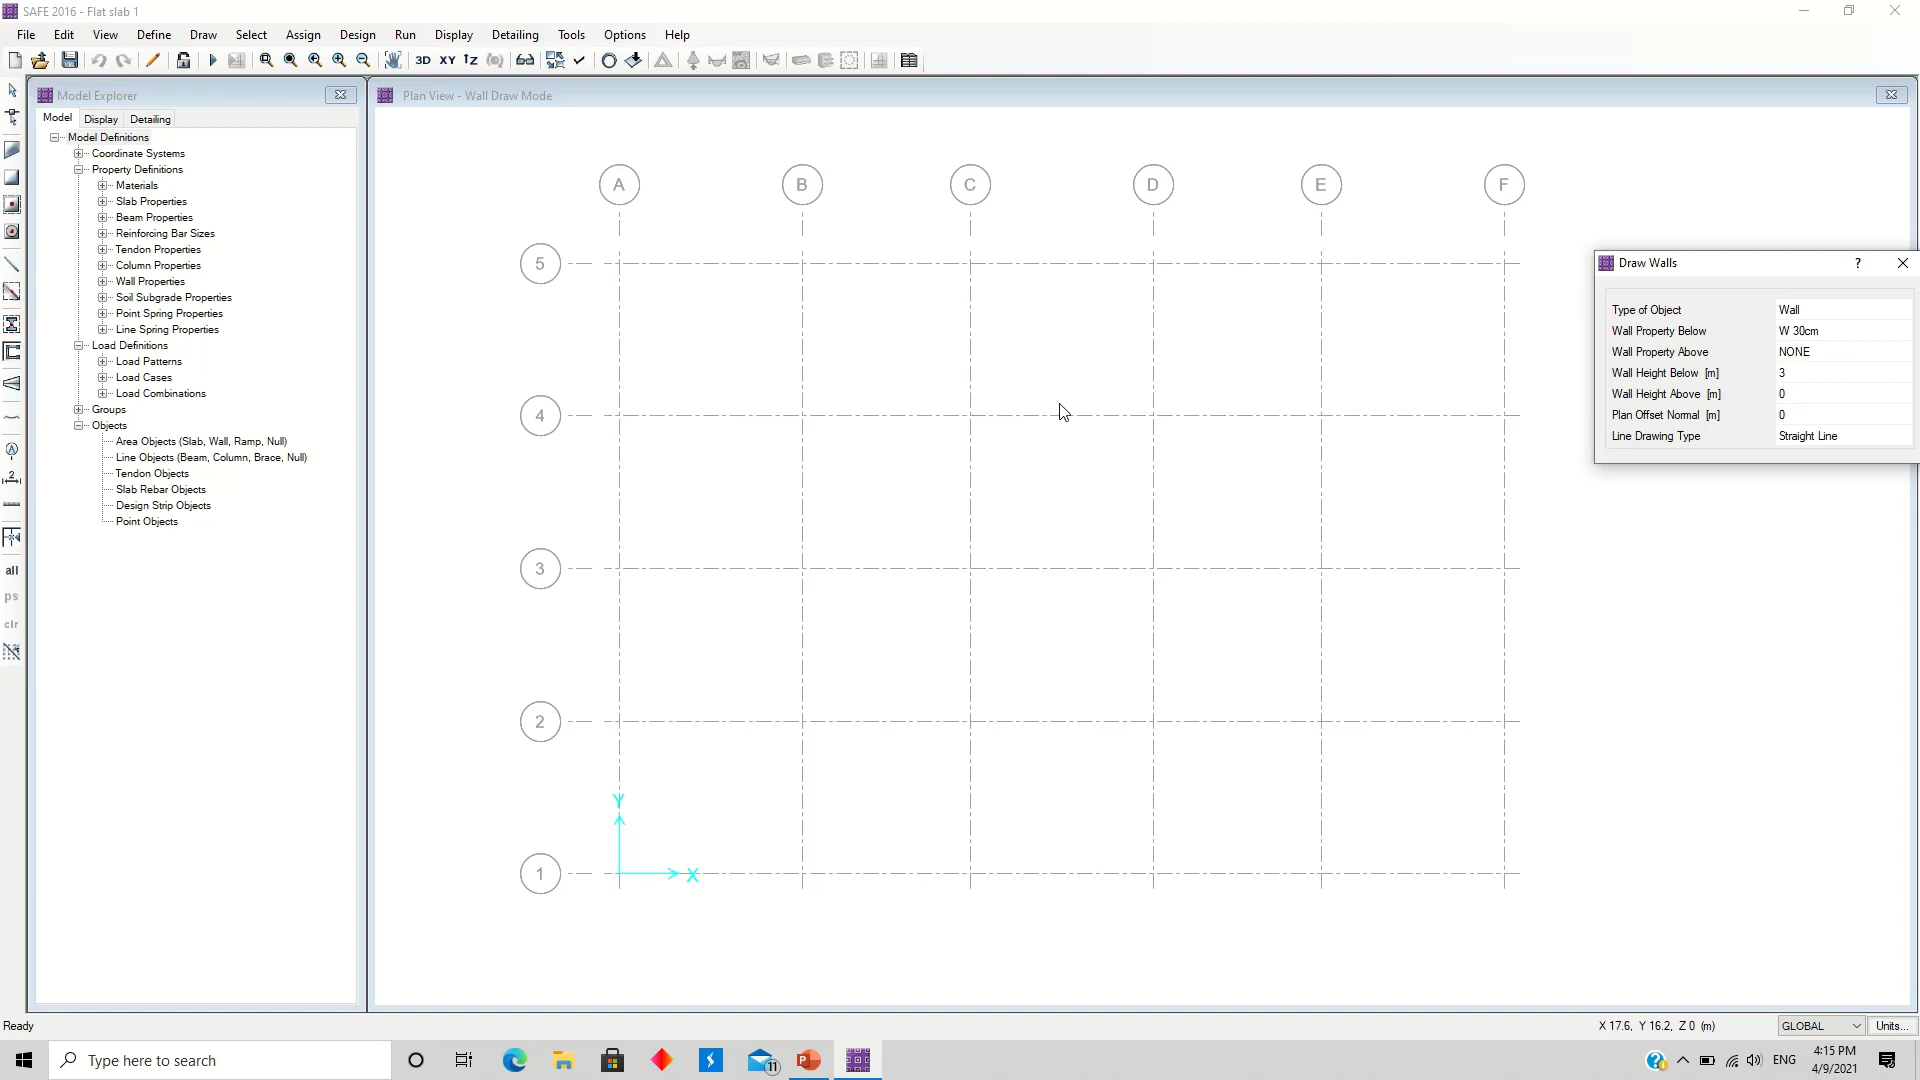 SAFE 2016 - Flat slab 1
File Edit View Define Draw Select Assign Design Run Display Detailing Tools Options Help
3D XY
Model Explorer
Model Display Detailing
Model Definitions
Coordinate Systems
Property Definitions
Materials
Slab Properties
Beam Properties
Reinforcing Bar Sizes
Tendon Properties
Column Properties
Wall Properties
Soil Subgrade Properties
Point Spring Properties
Line Spring Properties
Load Definitions
Load Patterns
Load Cases
Load Combinations
Groups
Objects
Area Objects (Slab, Wall, Ramp, Null)
Line Objects (Beam, Column, Brace, Null)
Tendon Objects
Slab Rebar Objects
Design Strip Objects
Point Objects
all
ps
clr
Plan View - Wall Draw Mode
A B C D E F
5
4
3
2
1
Y
X
Draw Walls ?
Type of Object Wall
Wall Property Below W 30cm
Wall Property Above NONE
Wall Height Below [m] 3
Wall Height Above [m] 0
Plan Offset Normal [m] 0
Line Drawing Type Straight Line
Ready
X 17.6, Y 16.2, Z 0 (m)
GLOBAL
Units...
Type here to search
11
ENG
4:15 PM
4/9/2021